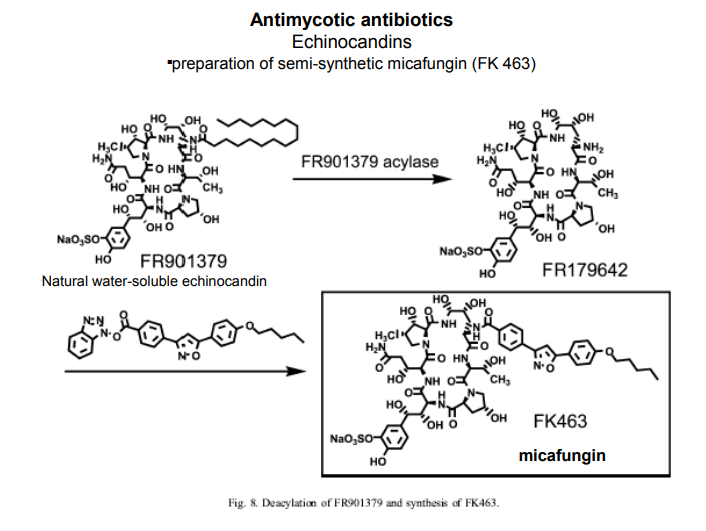 Antimycotic antibiotics
Echinocandins
▪preparation of semi-synthetic micafungin (FK 463)
HO OH
HO O NH N O
H
H₃C N O
H₂N O HN OH
O NH O CH₃
HO
O H N
HO N OH
OH O
NaO₃SO
HO
FR901379
Natural water-soluble echinocandin
FR901379 acylase
HO OH
HO O NH NH₂
H₃C N O
H₂N O HN OH
O NH O CH₃
HO
O H N
HO N OH
OH O
NaO₃SO
HO
FR179642
N=N O
N·O O
N·O
HO OH O
HO O NH N O
H
H₃C N O N·O
H₂N O HN OH
O NH O CH₃
HO
O H N
HO N OH
OH O
NaO₃SO
HO
FK463
micafungin
Fig. 8. Deacylation of FR901379 and synthesis of FK463.